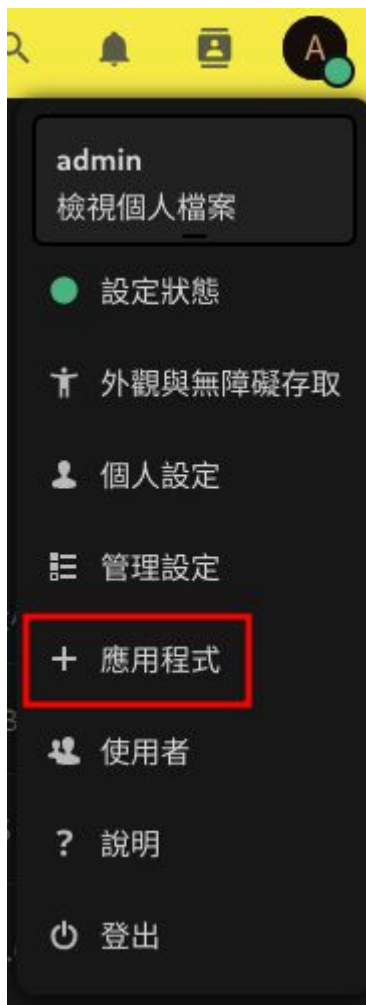 A
admin
檢視個人檔案
設定狀態
外觀與無障礙存取
個人設定
管理設定
應用程式
使用者
? 說明
登出